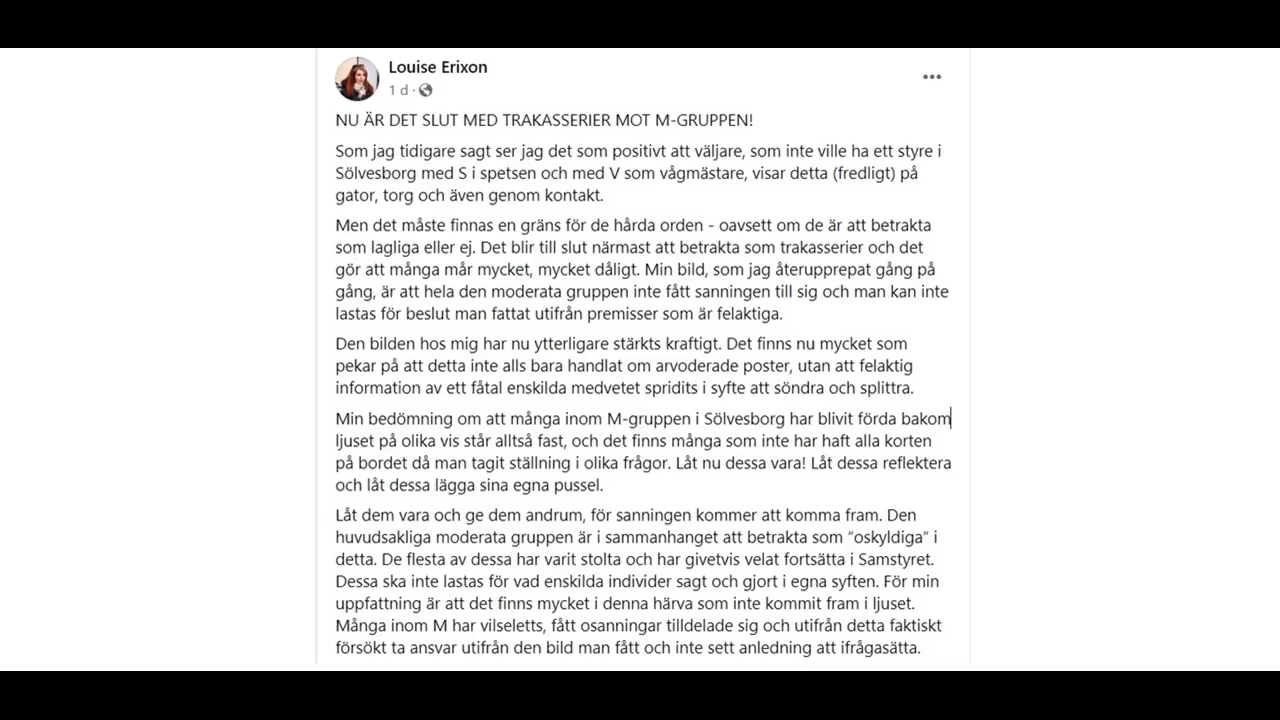 Louise Erixon
1 d ·
NU ÄR DET SLUT MED TRAKASSERIER MOT M-GRUPPEN!
Som jag tidigare sagt ser jag det som positivt att väljare, som inte ville ha ett styre i
Sölvesborg med S i spetsen och med V som vågmästare, visar detta (fredligt) på
gator, torg och även genom kontakt.
Men det måste finnas en gräns för de hårda orden - oavsett om de är att betrakta
som lagliga eller ej. Det blir till slut närmast att betrakta som trakasserier och det
gör att många mår mycket, mycket dåligt. Min bild, som jag återupprepat gång på
gång, är att hela den moderata gruppen inte fått sanningen till sig och man kan inte
lastas för beslut man fattat utifrån premisser som är felaktiga.
Den bilden hos mig har nu ytterligare stärkts kraftigt. Det finns nu mycket som
pekar på att detta inte alls bara handlat om arvoderade poster, utan att felaktig
information av ett fåtal enskilda medvetet spridits i syfte att söndra och splittra.
Min bedömning om att många inom M-gruppen i Sölvesborg har blivit förda bakom
ljuset på olika vis står alltså fast, och det finns många som inte har haft alla korten
på bordet då man tagit ställning i olika frågor. Låt nu dessa vara! Låt dessa reflektera
och låt dessa lägga sina egna pussel.
Låt dem vara och ge dem andrum, för sanningen kommer att komma fram. Den
huvudsakliga moderata gruppen är i sammanhanget att betrakta som ”oskyldiga” i
detta. De flesta av dessa har varit stolta och har givetvis velat fortsätta i Samstyret.
Dessa ska inte lastas för vad enskilda individer sagt och gjort i egna syften. För min
uppfattning är att det finns mycket i denna härva som inte kommit fram i ljuset.
Många inom M har vilseletts, fått osanningar tilldelade sig och utifrån detta faktiskt
försökt ta ansvar utifrån den bild man fått och inte sett anledning att ifrågasätta.